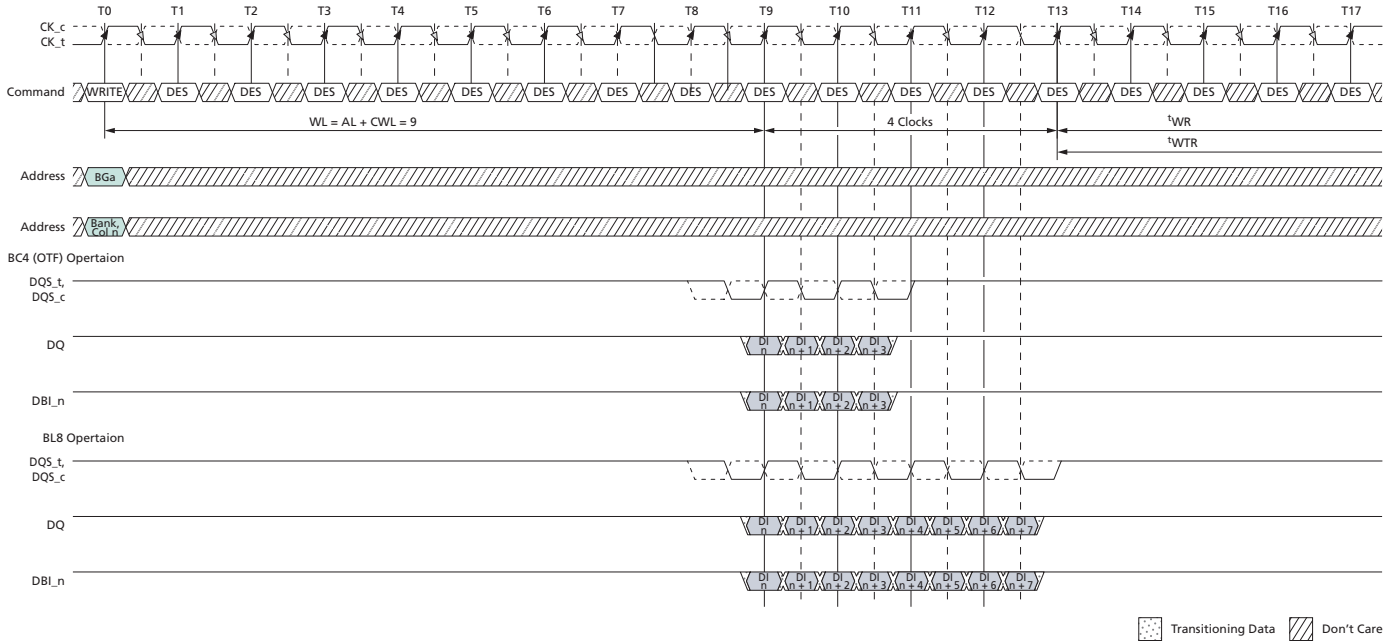 T0 T1 T2 T3 T4 T5 T6 T7 T8 T9 T10 T11 T12 T13 T14 T15 T16 T17
CK_c
CK_t
Command WRITE DES DES DES DES DES DES DES DES DES DES DES DES DES DES DES DES DES
WL = AL + CWL = 9 4 Clocks tWR
tWTR
Address BGa
Address Bank, Col n
BC4 (OTF) Opertaion
DQS_t,
DQS_c
DQ DI n DI n + 1 DI n + 2 DI n + 3
DBI_n DI n DI n + 1 DI n + 2 DI n + 3
BL8 Opertaion
DQS_t,
DQS_c
DQ DI n DI n + 1 DI n + 2 DI n + 3 DI n + 4 DI n + 5 DI n + 6 DI n + 7
DBI_n DI n DI n + 1 DI n + 2 DI n + 3 DI n + 4 DI n + 5 DI n + 6 DI n + 7
Transitioning Data Don't Care